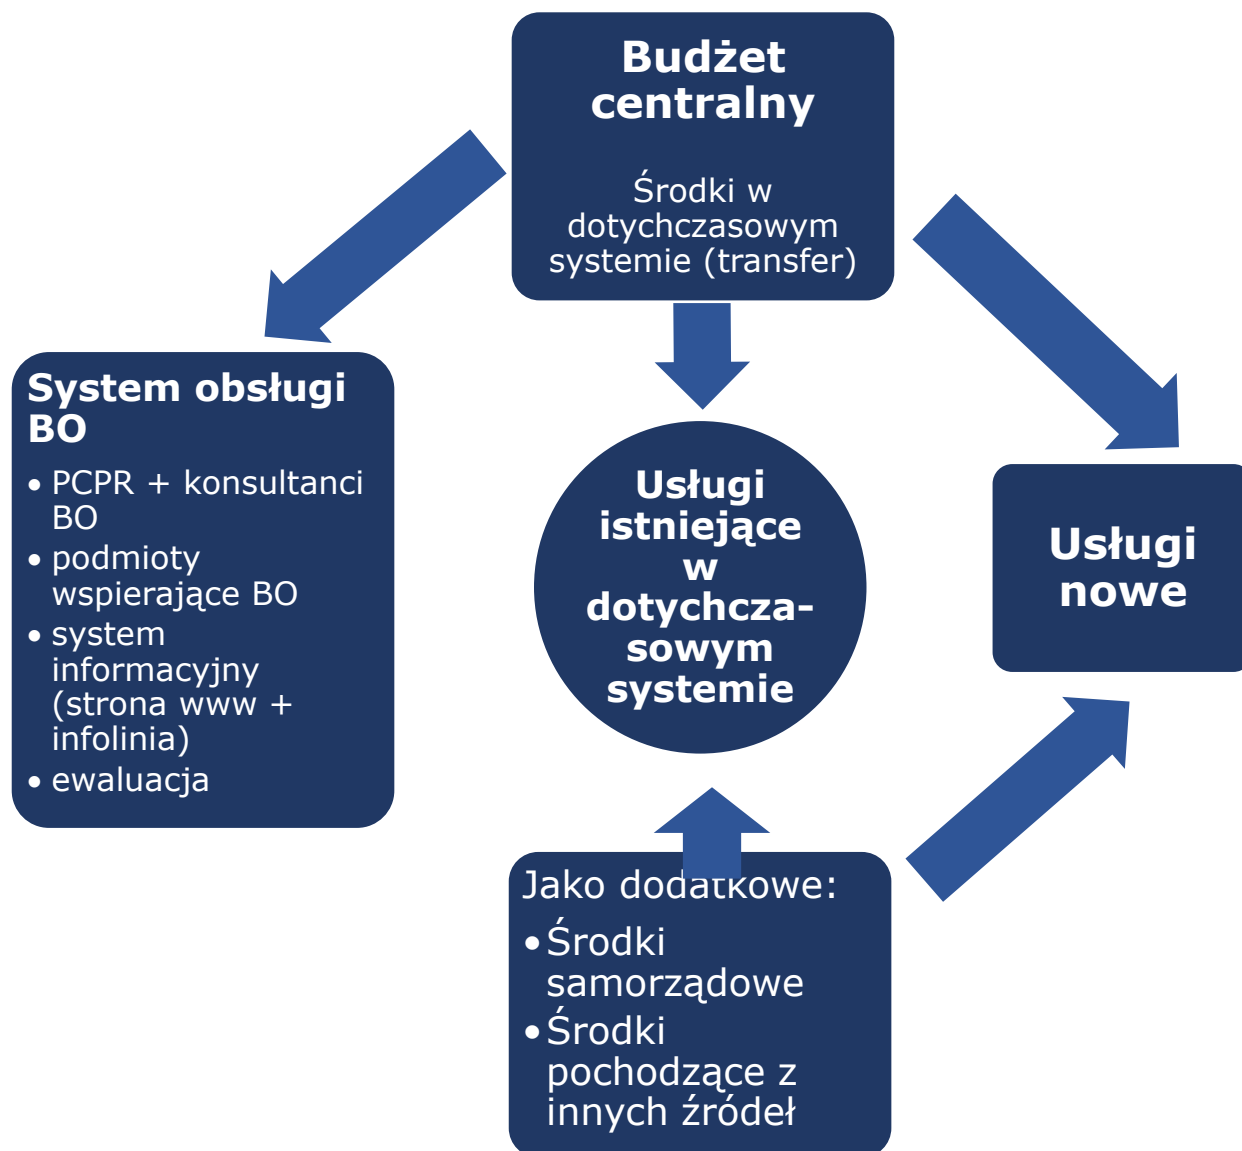 Budżet
centralny
Środki w
dotychczasowym
systemie (transfer)
System obsługi
BO
• PCPR + konsultanci
BO
• podmioty
wspierające BO
• system
informacyjny
(strona www +
infolinia)
• ewaluacja
Usługi
istniejące
w
dotychcza-
sowym
systemie
Usługi
nowe
Jako dodatkowe:
• Środki
samorządowe
• Środki
pochodzące z
innych źródeł